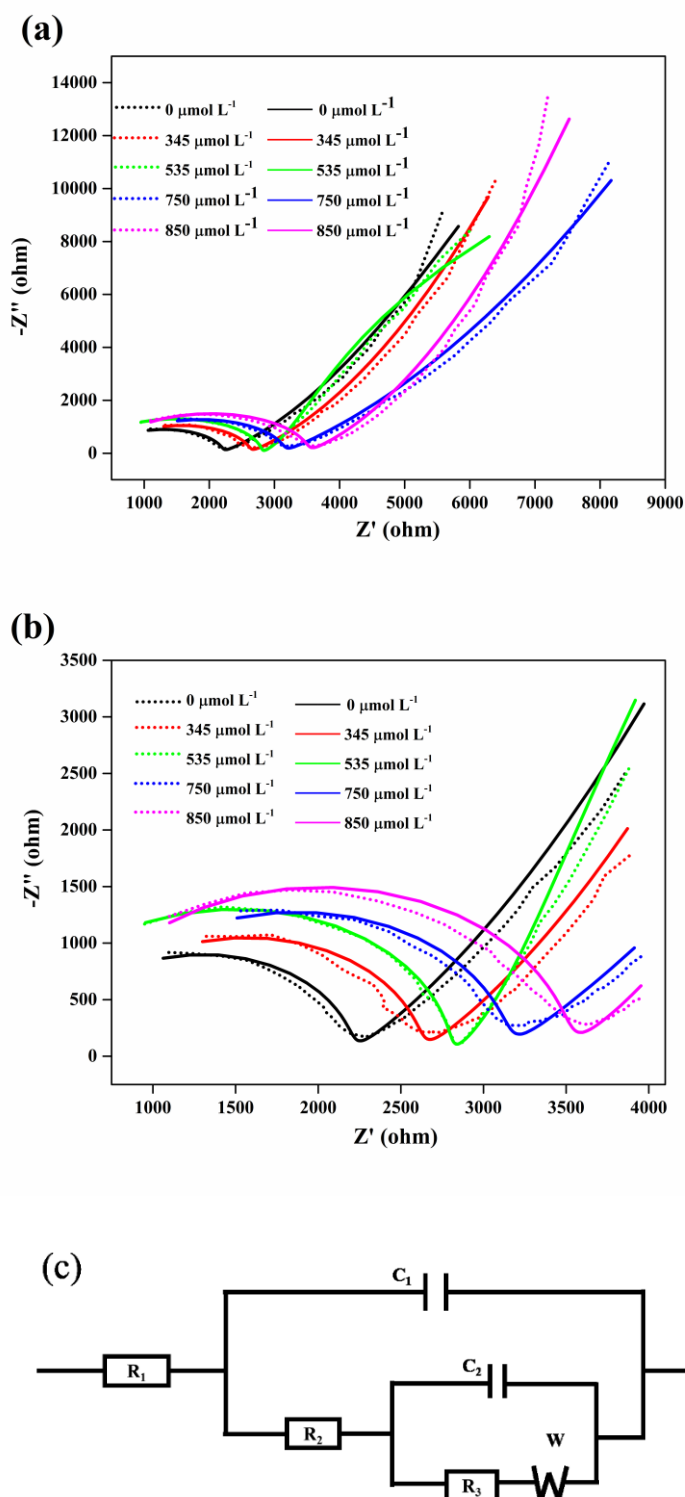 (a)
14000
12000
10000
8000
6000
4000
2000
0
-Z'' (ohm)
0 μmol L⁻¹ 0 μmol L⁻¹
345 μmol L⁻¹ 345 μmol L⁻¹
535 μmol L⁻¹ 535 μmol L⁻¹
750 μmol L⁻¹ 750 μmol L⁻¹
850 μmol L⁻¹ 850 μmol L⁻¹
1000 2000 3000 4000 5000 6000 7000 8000 9000
Z' (ohm)
(b)
3500
3000
2500
2000
1500
1000
500
0
-Z'' (ohm)
0 μmol L⁻¹ 0 μmol L⁻¹
345 μmol L⁻¹ 345 μmol L⁻¹
535 μmol L⁻¹ 535 μmol L⁻¹
750 μmol L⁻¹ 750 μmol L⁻¹
850 μmol L⁻¹ 850 μmol L⁻¹
1000 1500 2000 2500 3000 3500 4000
Z' (ohm)
(c)
C₁
R₁
C₂
R₂
W
R₃